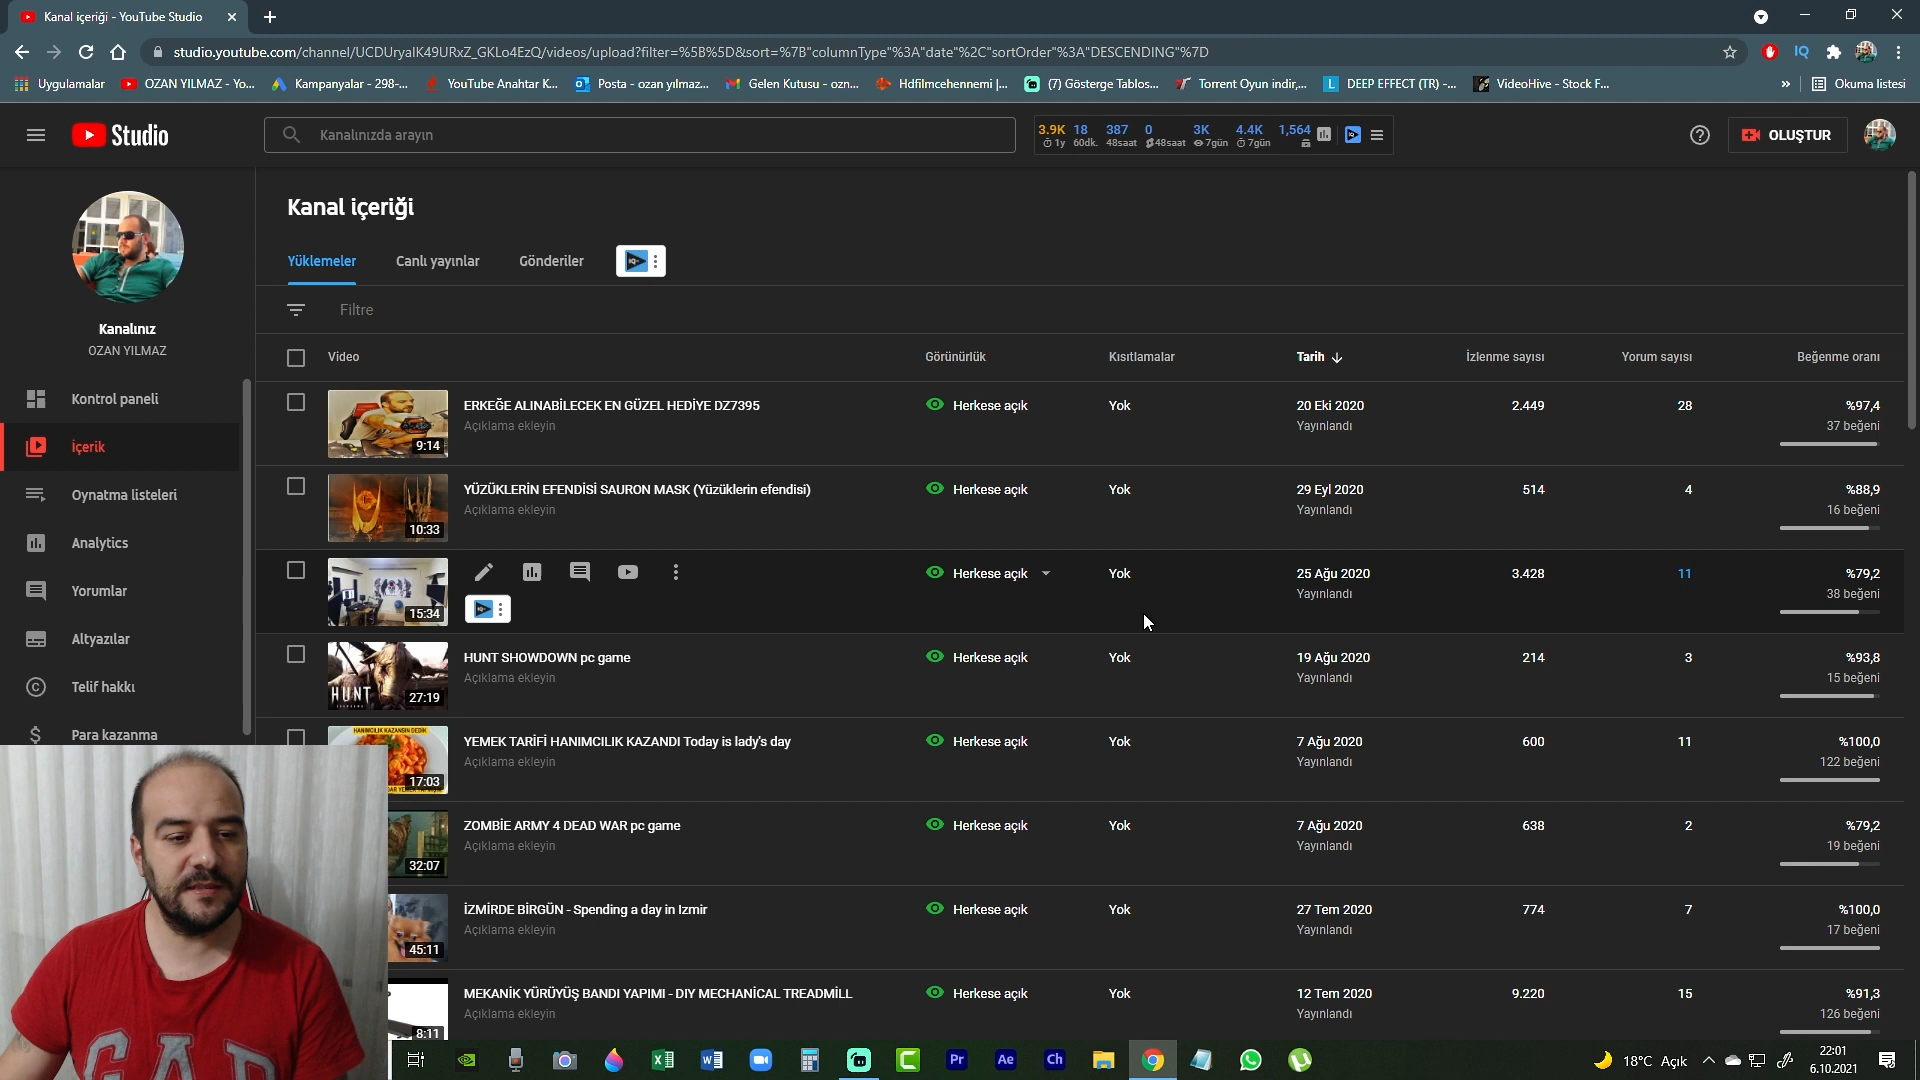 Kanal içeriği - YouTube Studio
studio.youtube.com/channel/UCDUryalK49URxZ_GKLo4EzQ/videos/upload?filter=%5B%5D&sort=%7B"columnType"%3A"date"%2C"sortOrder"%3A"DESCENDING"%7D
Uygulamalar
OZAN YILMAZ - Yo...
Kampanyalar - 298-...
YouTube Anahtar K...
Posta - ozan yılmaz...
Gelen Kutusu - ozn...
Hdfilmcehennemi |...
(7) Gösterge Tablos...
Torrent Oyun indir,...
DEEP EFFECT (TR) -...
VideoHive - Stock F...
»
Okuma listesi
Studio
Kanalınızda arayın
3.9K 18 387 0 3K 4.4K 1,564
1y 60dk. 48saat 48saat 7gün 7gün
OLUŞTUR
Kanal içeriği
Yüklemeler Canlı yayınlar Gönderiler
Filtre
Kanalınız
OZAN YILMAZ
Kontrol paneli
İçerik
Oynatma listeleri
Analytics
Yorumlar
Altyazılar
Telif hakkı
Para kazanma
Video Görünürlük Kısıtlamalar Tarih İzlenme sayısı Yorum sayısı Beğenme oranı
9:14 ERKEĞE ALINABİLECEK EN GÜZEL HEDİYE DZ7395 Herkese açık Yok 20 Eki 2020 2.449 28 %97,4
Açıklama ekleyin Yayınlandı 37 beğeni
10:33 YÜZÜKLERİN EFENDİSİ SAURON MASK (Yüzüklerin efendisi) Herkese açık Yok 29 Eyl 2020 514 4 %88,9
Açıklama ekleyin Yayınlandı 16 beğeni
15:34 Herkese açık Yok 25 Ağu 2020 3.428 11 %79,2
Yayınlandı 38 beğeni
HUNT 27:19 HUNT SHOWDOWN pc game Herkese açık Yok 19 Ağu 2020 214 3 %93,8
Açıklama ekleyin Yayınlandı 15 beğeni
HANIMCILIK KAZANSIN DEDİK
17:03 YEMEK TARİFİ HANIMCILIK KAZANDI Today is lady's day Herkese açık Yok 7 Ağu 2020 600 11 %100,0
Açıklama ekleyin Yayınlandı 122 beğeni
32:07 ZOMBİE ARMY 4 DEAD WAR pc game Herkese açık Yok 7 Ağu 2020 638 2 %79,2
Açıklama ekleyin Yayınlandı 19 beğeni
45:11 İZMİRDE BİRGÜN - Spending a day in Izmir Herkese açık Yok 27 Tem 2020 774 7 %100,0
Açıklama ekleyin Yayınlandı 17 beğeni
8:11 MEKANİK YÜRÜYÜŞ BANDI YAPIMI - DIY MECHANİCAL TREADMİLL Herkese açık Yok 12 Tem 2020 9.220 15 %91,3
Açıklama ekleyin Yayınlandı 126 beğeni
GAP
Pr Ae Ch
18°C Açık
22:01
6.10.2021